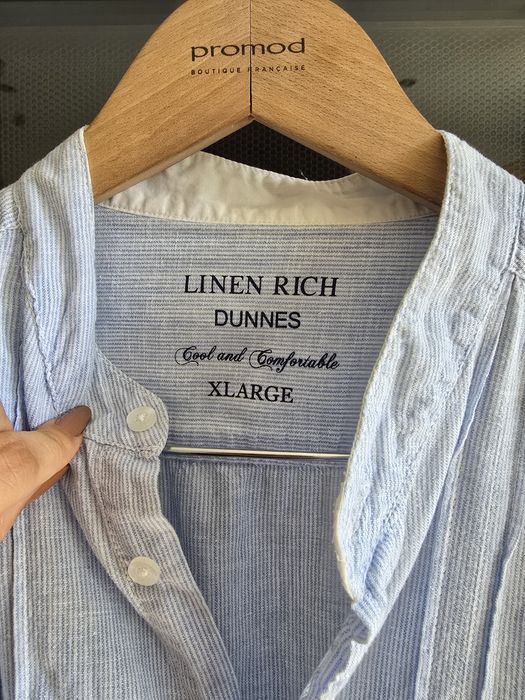 promod
BOUTIQUE FRANÇAISE
LINEN RICH
DUNNES
Cool and Comfortable
XLARGE